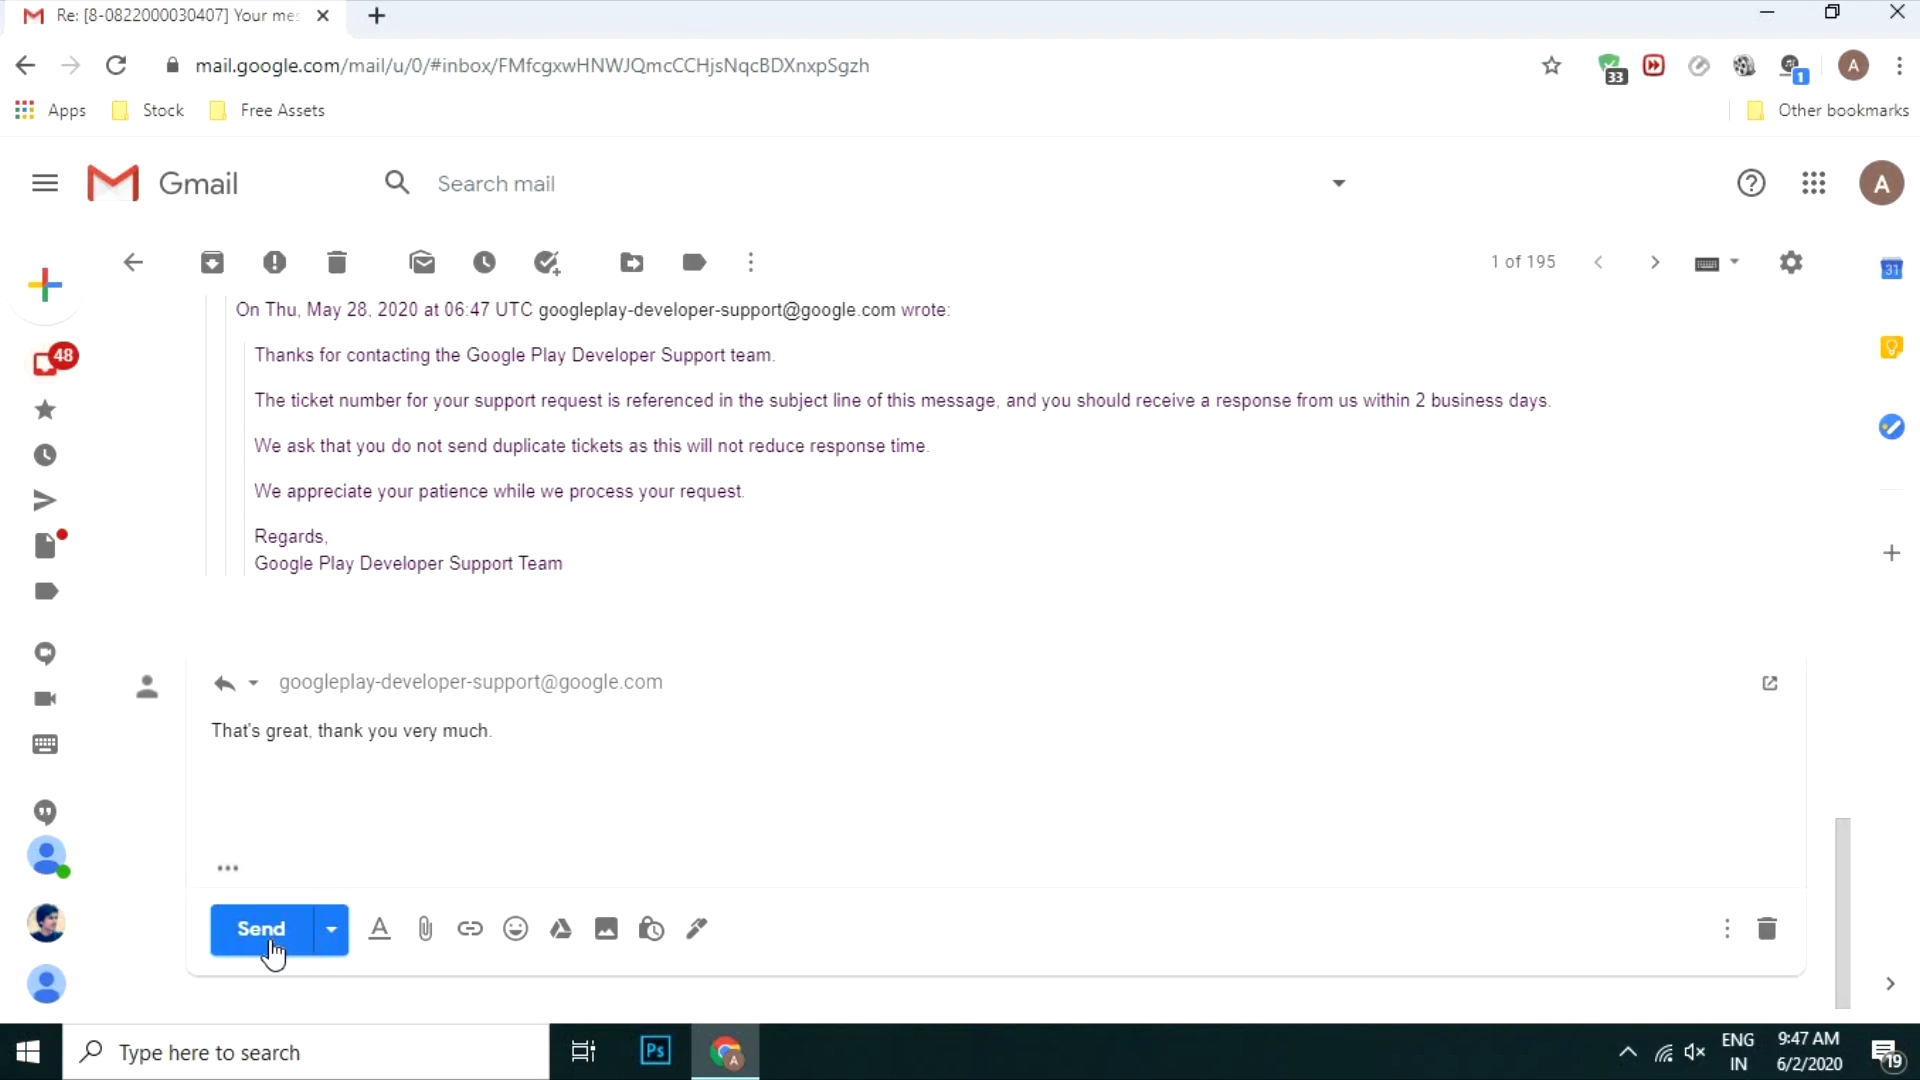 Re: [8-0822000030407] Your mes
mail.google.com/mail/u/0/#inbox/FMfcgxwHNWJQmcCCHjsNqcBDXnxpSgzh
33
1
A
Apps
Stock
Free Assets
Other bookmarks
Gmail
Search mail
A
1 of 195
31
On Thu, May 28, 2020 at 06:47 UTC googleplay-developer-support@google.com wrote:
48
Thanks for contacting the Google Play Developer Support team.
The ticket number for your support request is referenced in the subject line of this message, and you should receive a response from us within 2 business days.
We ask that you do not send duplicate tickets as this will not reduce response time.
We appreciate your patience while we process your request.
Regards,
Google Play Developer Support Team
googleplay-developer-support@google.com
That's great, thank you very much.
Send
Type here to search
Ps
A
ENG
IN
9:47 AM
6/2/2020
19